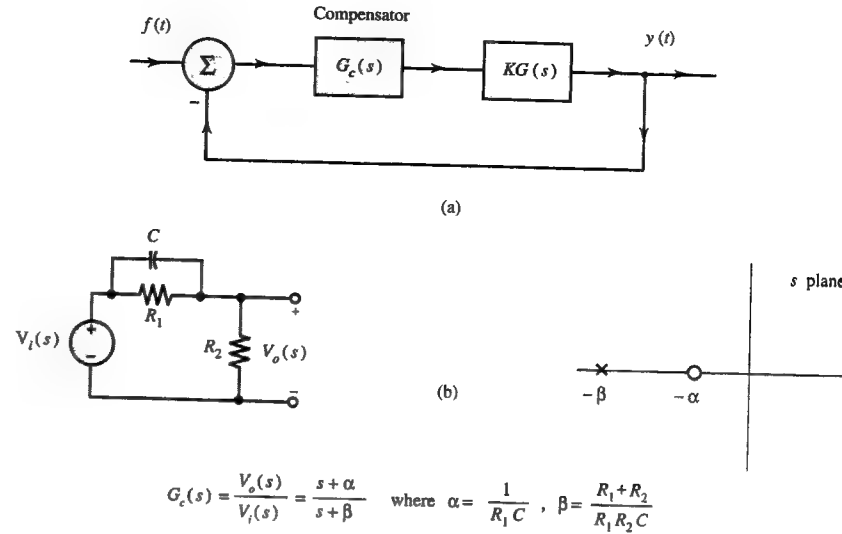 Compensator
f(t)
y(t)
Σ
G_c(s)
KG(s)
−
(a)
C
R_1
+
s plane
V_i(s)
+
−
R_2
V_o(s)
−
(b)
−β
−α
G_c(s) = V_o(s)/V_i(s) = (s + α)/(s + β) where α = 1/(R_1 C) , β = (R_1 + R_2)/(R_1 R_2 C)